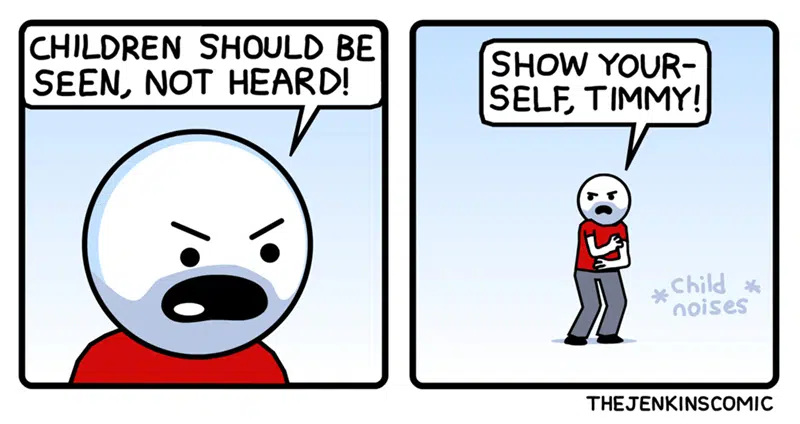 CHILDREN SHOULD BE
SEEN, NOT HEARD!
SHOW YOUR-
SELF, TIMMY!
*child *
noises
THEJENKINSCOMIC